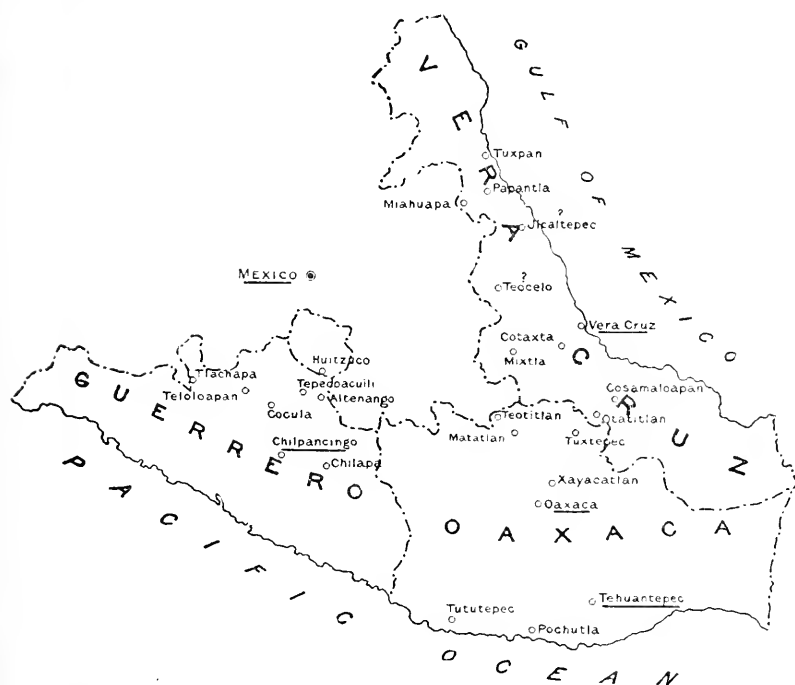 GULF OF MEXICO
VERA CRUZ
Tuxpan
Papantla
Miahuapa
?
Jicaltepec
?
Teocelo
MEXICO
Vera Cruz
Cotaxta
Mixtla
Huitzuco
Tlachapa
Tepedoacuili
Teloloapan
Altenango
Cosamaloapan
Cocula
Teotitlan
Otatitlan
Matatlan
Tuxtepec
GUERRERO
Chilpancingo
Chilapa
Xayacatlan
Oaxaca
OAXACA
Tehuantepec
Tututepec
Pochutla
PACIFIC OCEAN